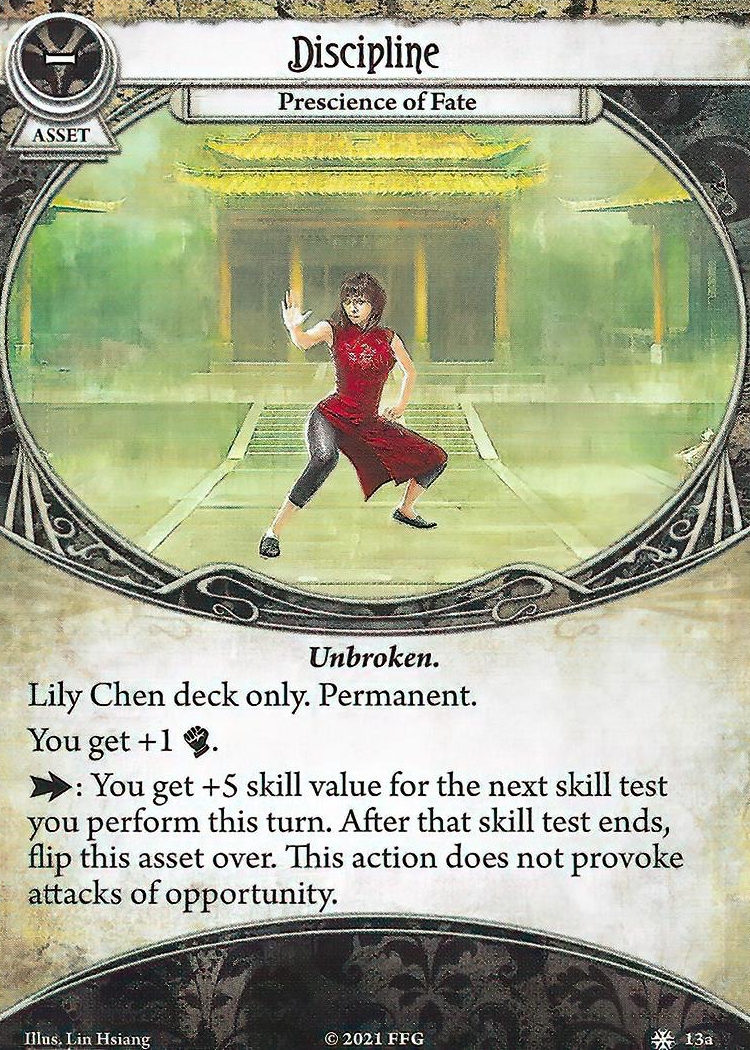 Discipline
Prescience of Fate
ASSET
Unbroken.
Lily Chen deck only. Permanent.
You get +1 .
: You get +5 skill value for the next skill test
you perform this turn. After that skill test ends,
flip this asset over. This action does not provoke
attacks of opportunity.
Illus. Lin Hsiang
© 2021 FFG
13a